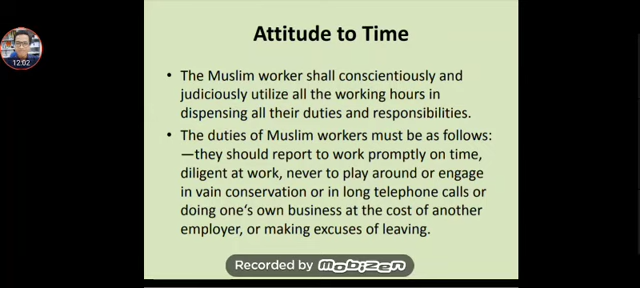 Attitude to Time
12:02
• The Muslim worker shall conscientiously and
judiciously utilize all the working hours in
dispensing all their duties and responsibilities.
• The duties of Muslim workers must be as follows:
—they should report to work promptly on time,
diligent at work, never to play around or engage
in vain conservation or in long telephone calls or
doing one‘s own business at the cost of another
employer, or making excuses of leaving.
Recorded by mobizen